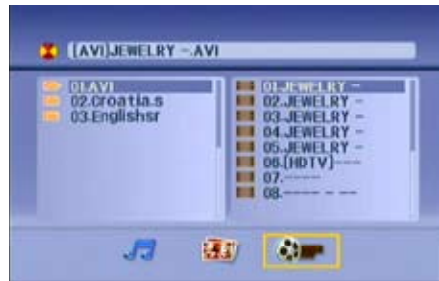 [AVI]JEWELRY -.AVI
01.AVI
02.Croatia.s
03.Englishsr
01.JEWELRY -
02.JEWELRY -
03.JEWELRY -
04.JEWELRY -
05.JEWELRY -
06.[HDTV]---
07.-----
08.---- - --